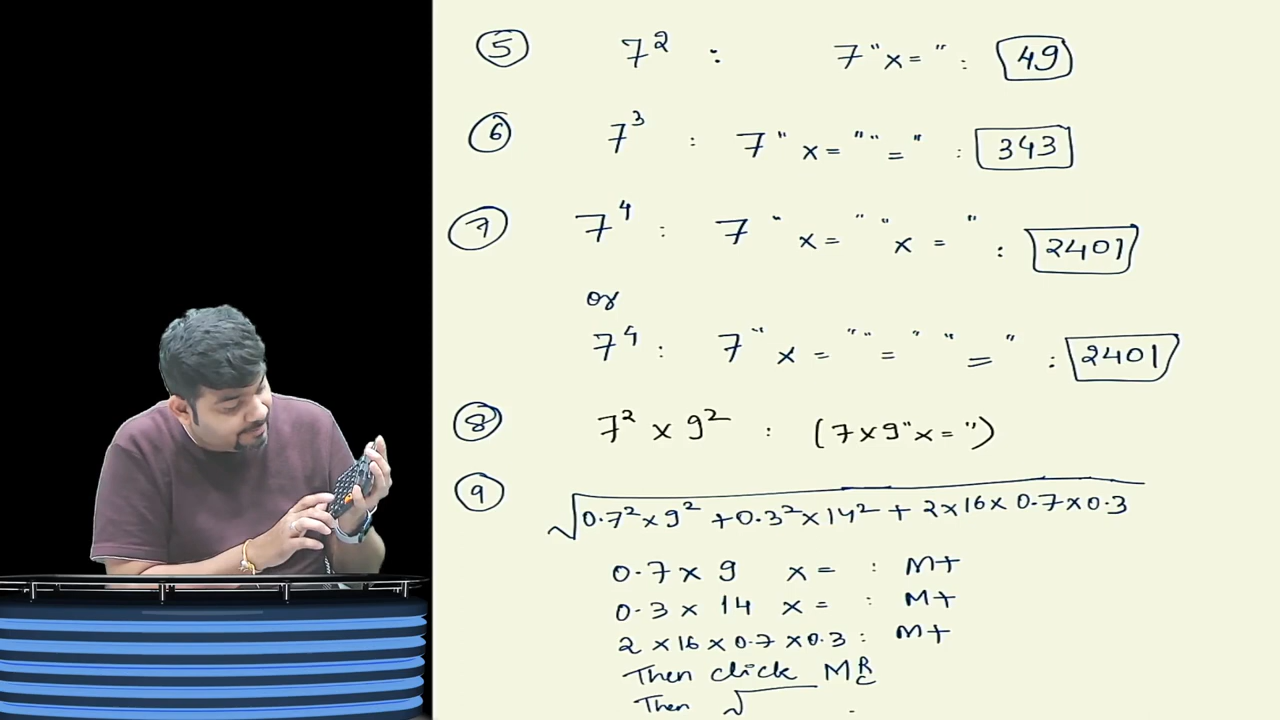 ⑤ 7² : 7 "x=" : 49
⑥ 7³ : 7 "x=" "=" : 343
⑦ 7⁴ : 7 "x=" "x=" : 2401
or
7⁴ : 7 "x=" "=" "=" : 2401
⑧ 7² x 9² : (7x9"x=")
⑨ √(0.7² x 9² + 0.3² x 14² + 2x16x 0.7x0.3)
0.7 x 9 x = : M+
0.3 x 14 x = : M+
2 x 16 x 0.7 x 0.3 : M+
Then click MRC
Then √